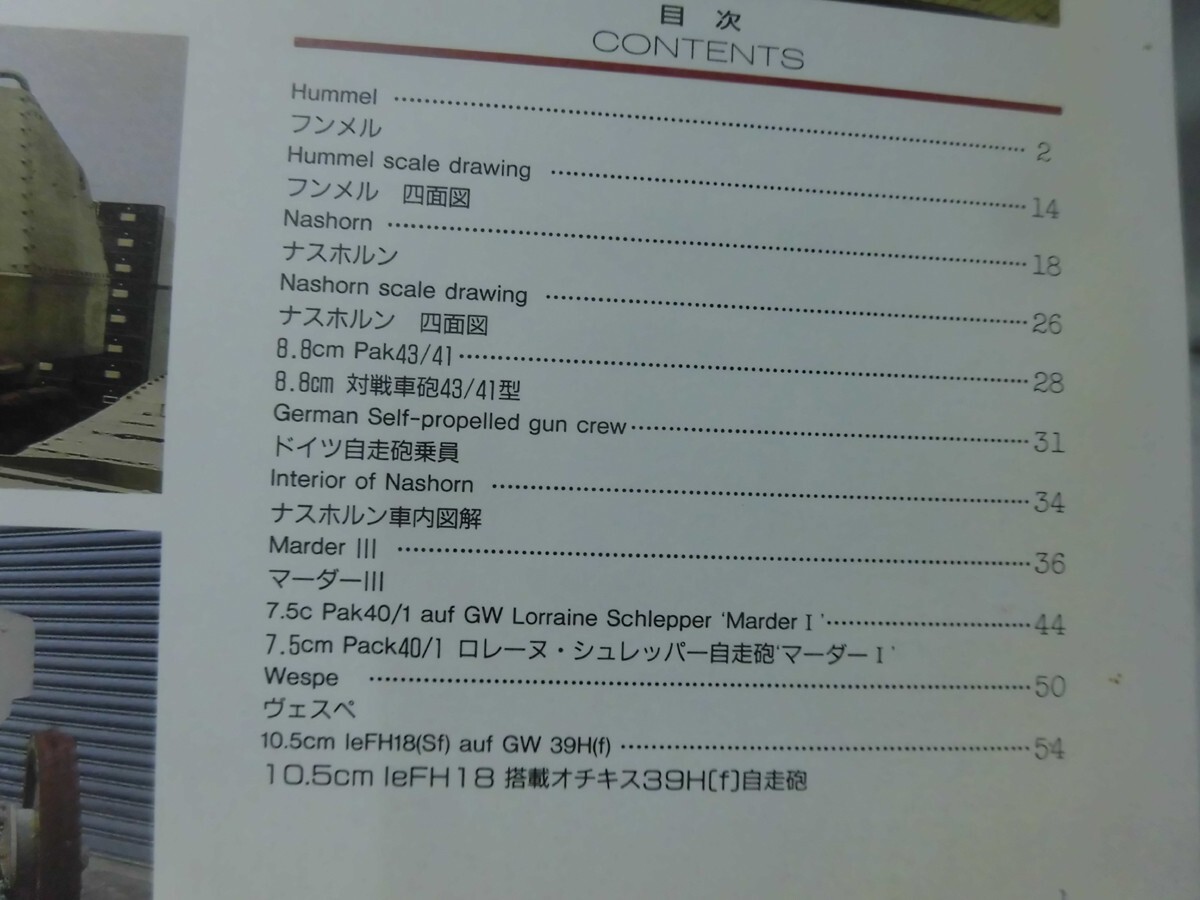 目 次
CONTENTS
Hummel ……… 2
フンメル
Hummel scale drawing ……… 14
フンメル 四面図
Nashorn ……… 18
ナスホルン
Nashorn scale drawing ……… 26
ナスホルン 四面図
8.8cm Pak43/41 ……… 28
8.8cm 対戦車砲43/41型
German Self-propelled gun crew ……… 31
ドイツ自走砲乗員
Interior of Nashorn ……… 34
ナスホルン車内図解
Marder III ……… 36
マーダーIII
7.5c Pak40/1 auf GW Lorraine Schlepper ‘Marder I’ ……… 44
7.5cm Pack40/1 ロレーヌ・シュレッパー自走砲‘マーダーI’
Wespe ……… 50
ヴェスペ
10.5cm leFH18(Sf) auf GW 39H(f) ……… 54
10.5cm leFH18 搭載オチキス39H(f)自走砲